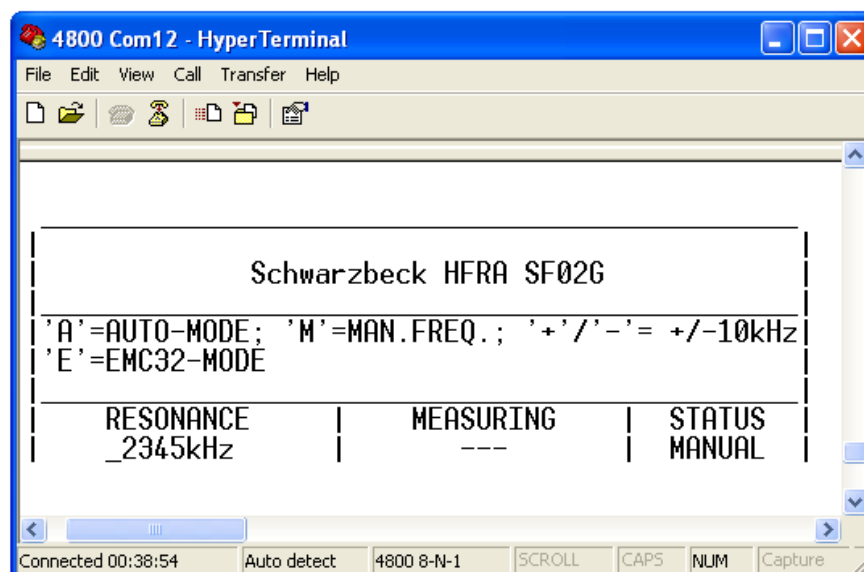 4800 Com12 - HyperTerminal
File Edit View Call Transfer Help
Schwarzbeck HFRA SF02G
'A'=AUTO-MODE; 'M'=MAN.FREQ.; '+'/'-'= +/-10kHz
'E'=EMC32-MODE
RESONANCE | MEASURING | STATUS
_2345kHz | --- | MANUAL
Connected 00:38:54 Auto detect 4800 8-N-1 SCROLL CAPS NUM Capture